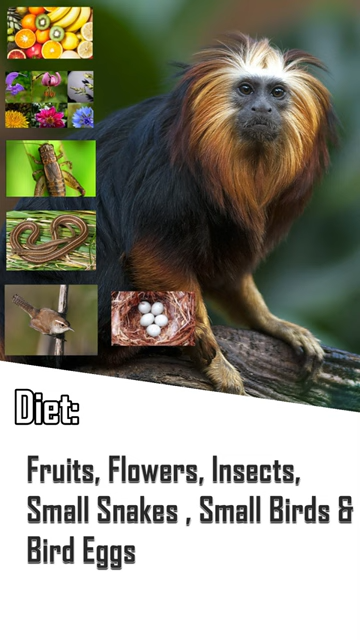 Diet:
Fruits, Flowers, Insects,
Small Snakes , Small Birds &
Bird Eggs